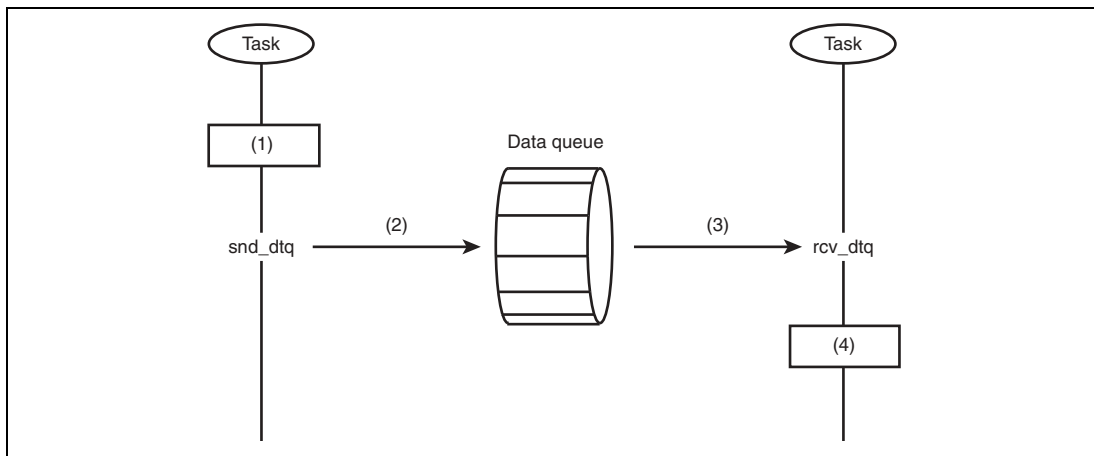 Task
Task
(1)
Data queue
(2)
(3)
snd_dtq
rcv_dtq
(4)